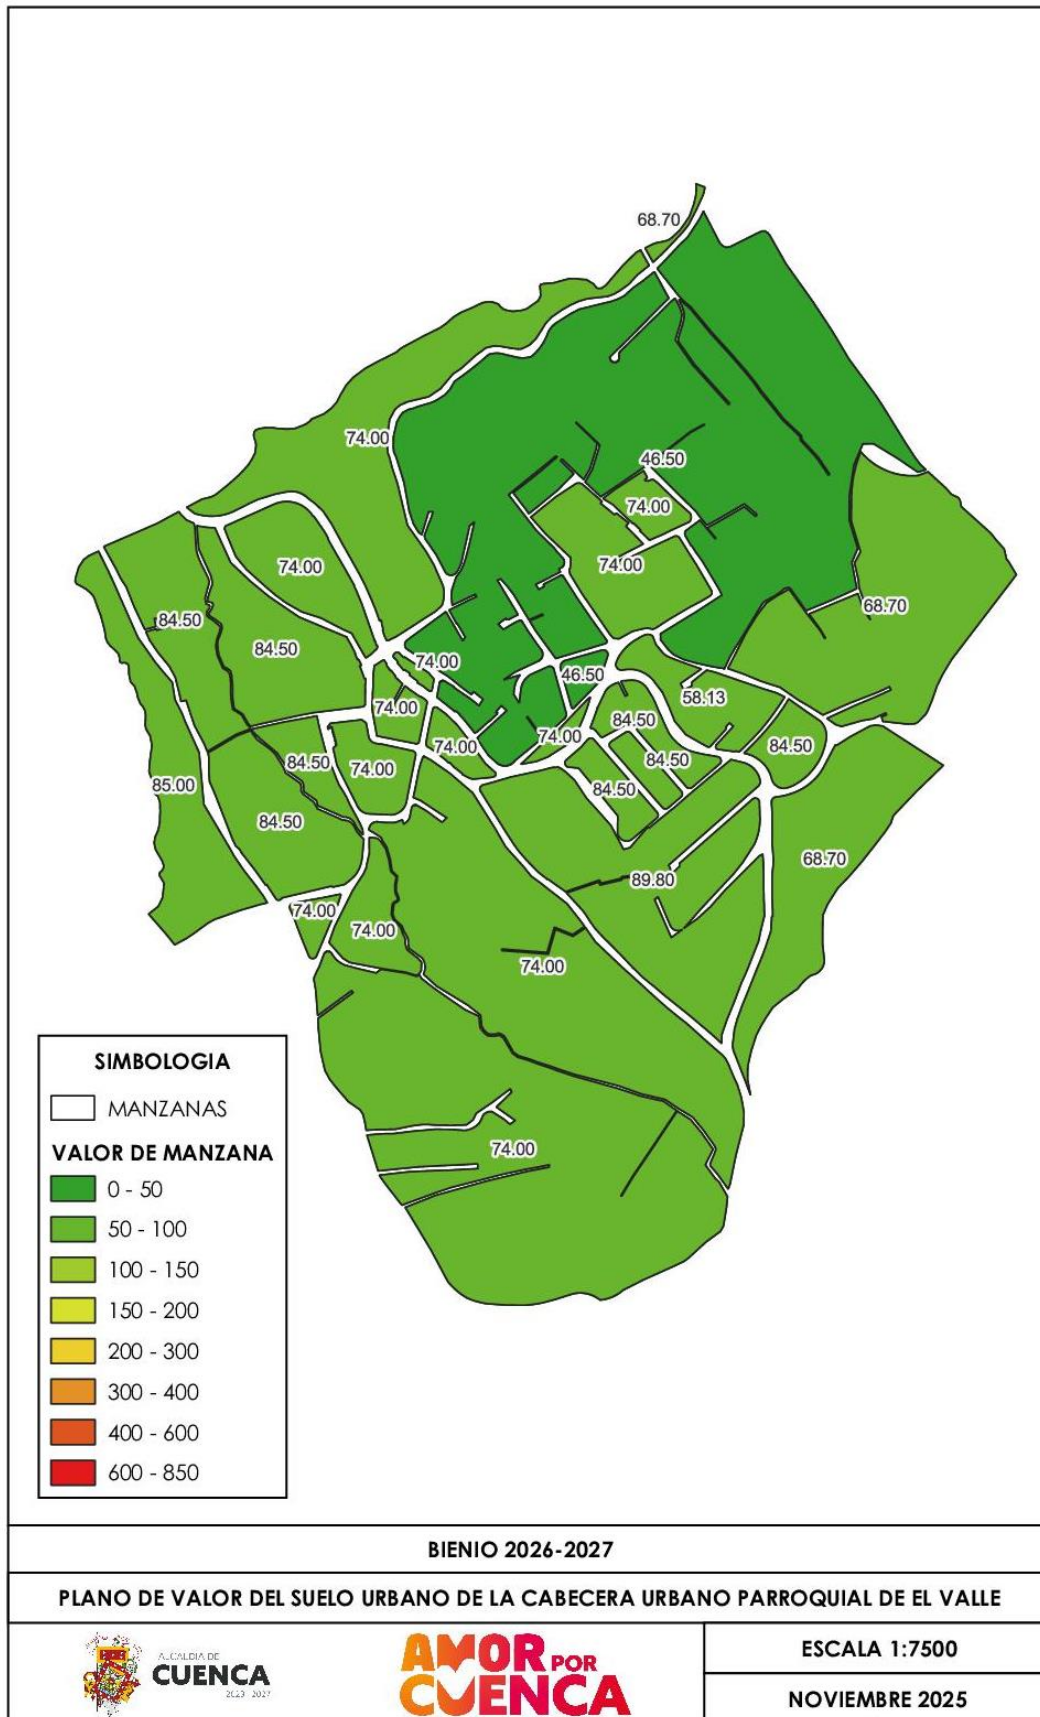 68.70
74.00
46.50
74.00
74.00
74.00
68.70
84.50
84.50
74.00
46.50
58.13
74.00
84.50
74.00
74.00
84.50
84.50
84.50
74.00
85.00
84.50
84.50
68.70
89.80
74.00
74.00
74.00
74.00
SIMBOLOGIA
MANZANAS
VALOR DE MANZANA
0 - 50
50 - 100
100 - 150
150 - 200
200 - 300
300 - 400
400 - 600
600 - 850
BIENIO 2026-2027
PLANO DE VALOR DEL SUELO URBANO DE LA CABECERA URBANO PARROQUIAL DE EL VALLE
ALCALDIA DE
CUENCA
2023 - 2027
AMOR POR
CUENCA
ESCALA 1:7500
NOVIEMBRE 2025